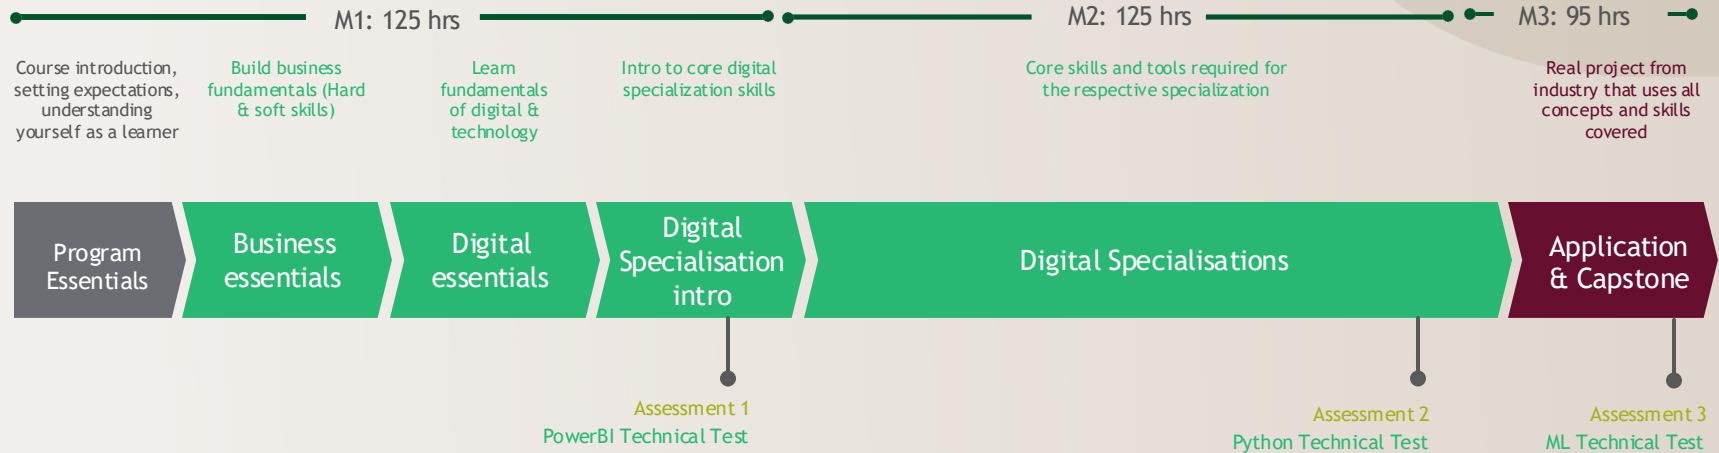 M1: 125 hrs
M2: 125 hrs
M3: 95 hrs
Course introduction,
setting expectations,
understanding
yourself as a learner
Build business
fundamentals (Hard
& soft skills)
Learn
fundamentals
of digital &
technology
Intro to core digital
specialization skills
Core skills and tools required for
the respective specialization
Real project from
industry that uses all
concepts and skills
covered
Program
Essentials
Business
essentials
Digital
essentials
Digital
Specialisation
intro
Digital Specialisations
Application
& Capstone
Assessment 1
PowerBI Technical Test
Assessment 2
Python Technical Test
Assessment 3
ML Technical Test